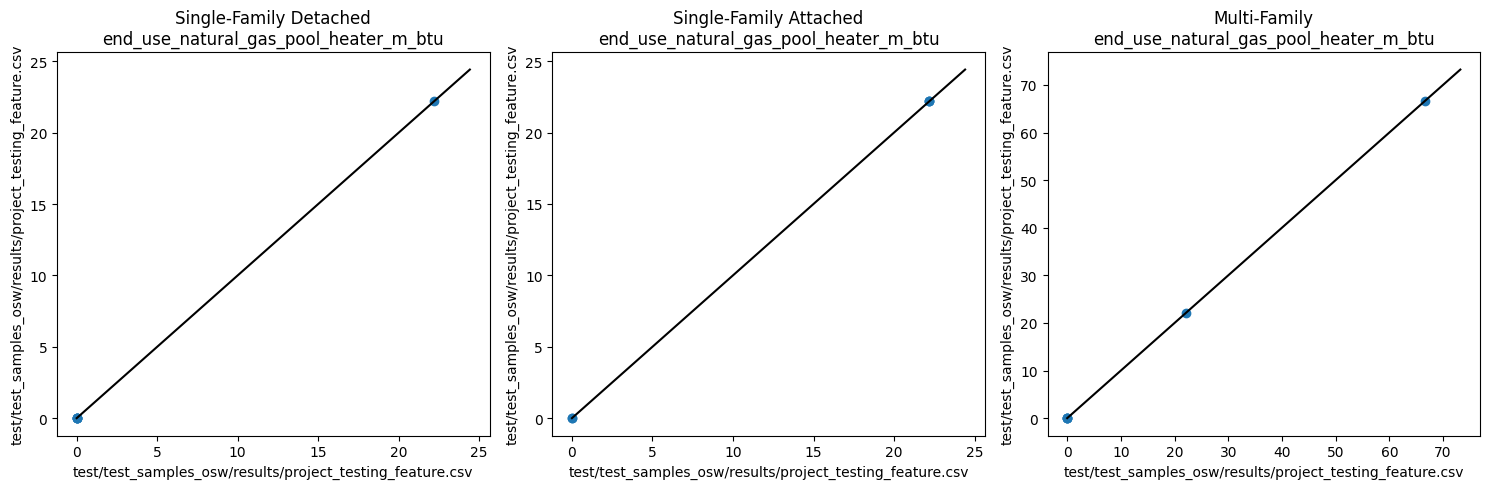 Single-Family Detached
end_use_natural_gas_pool_heater_m_btu
test/test_samples_osw/results/project_testing_feature.csv
25
20
15
10
5
0
0 5 10 15 20 25
test/test_samples_osw/results/project_testing_feature.csv
Single-Family Attached
end_use_natural_gas_pool_heater_m_btu
test/test_samples_osw/results/project_testing_feature.csv
25
20
15
10
5
0
0 5 10 15 20 25
test/test_samples_osw/results/project_testing_feature.csv
Multi-Family
end_use_natural_gas_pool_heater_m_btu
test/test_samples_osw/results/project_testing_feature.csv
70
60
50
40
30
20
10
0
0 10 20 30 40 50 60 70
test/test_samples_osw/results/project_testing_feature.csv